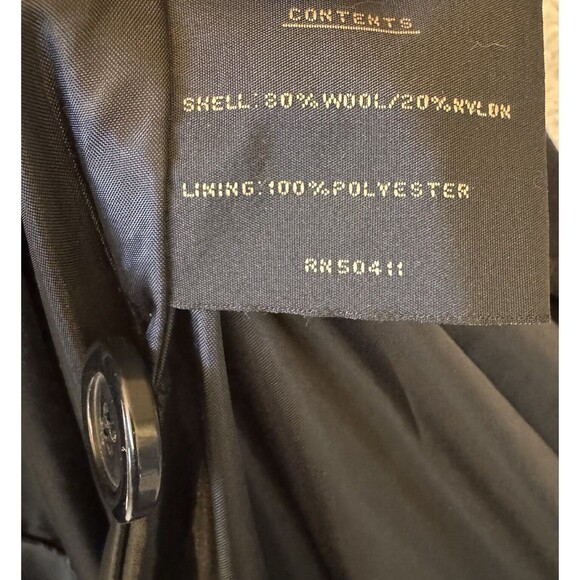 CONTENTS
SHELL:80%WOOL/20%NYLON
LINING:100%POLYESTER
RN50411